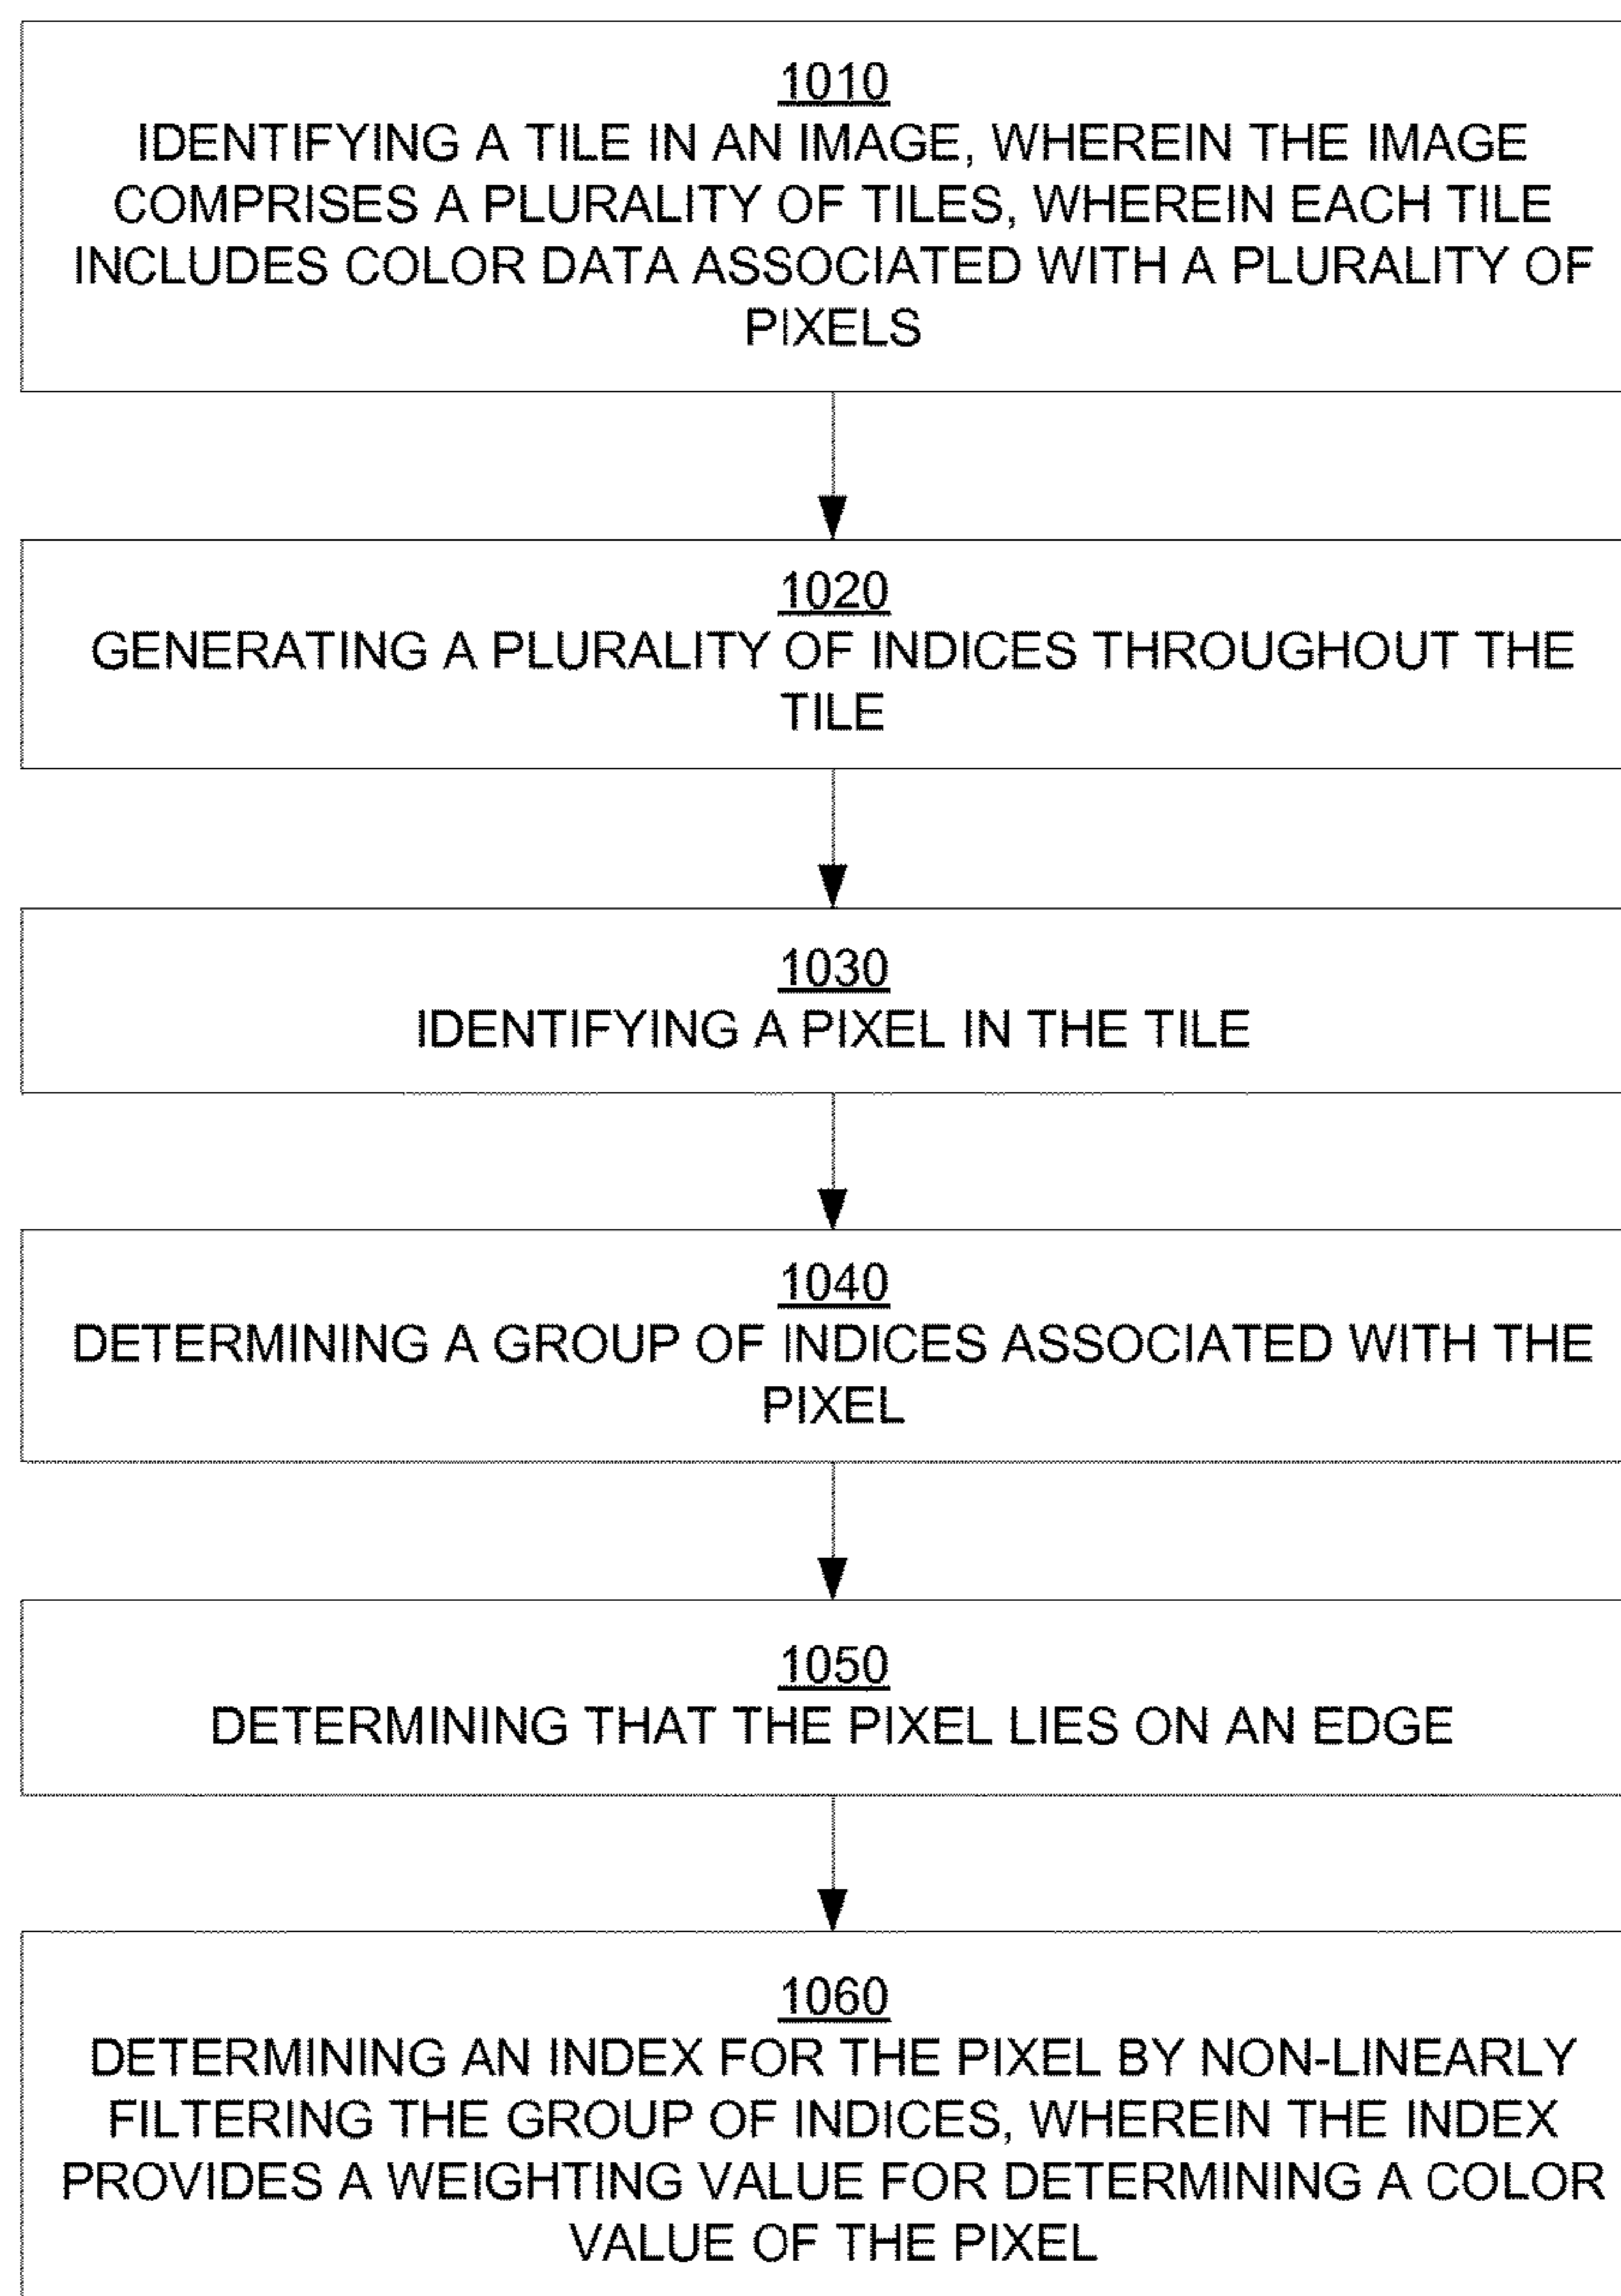 1010
IDENTIFYING A TILE IN AN IMAGE, WHEREIN THE IMAGE
COMPRISES A PLURALITY OF TILES, WHEREIN EACH TILE
INCLUDES COLOR DATA ASSOCIATED WITH A PLURALITY OF
PIXELS
1020
GENERATING A PLURALITY OF INDICES THROUGHOUT THE
TILE
1030
IDENTIFYING A PIXEL IN THE TILE
1040
DETERMINING A GROUP OF INDICES ASSOCIATED WITH THE
PIXEL
1050
DETERMINING THAT THE PIXEL LIES ON AN EDGE
1060
DETERMINING AN INDEX FOR THE PIXEL BY NON-LINEARLY
FILTERING THE GROUP OF INDICES, WHEREIN THE INDEX
PROVIDES A WEIGHTING VALUE FOR DETERMINING A COLOR
VALUE OF THE PIXEL